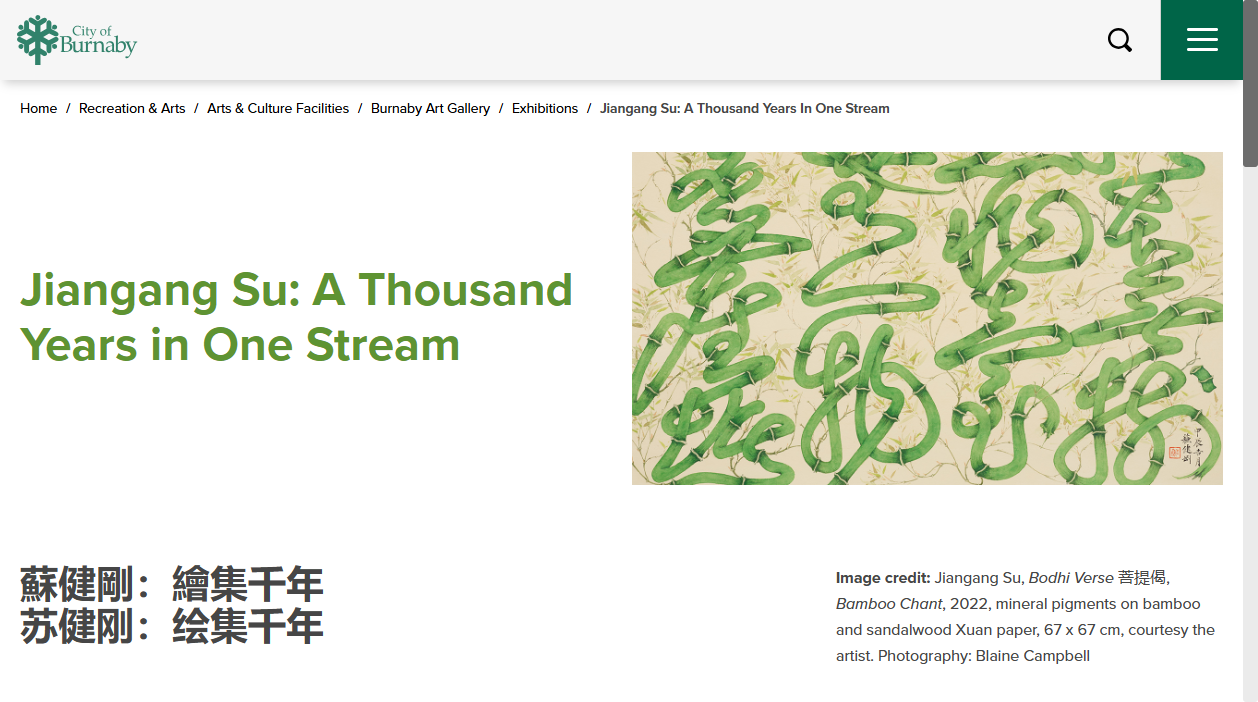 City of
Burnaby
Home / Recreation & Arts / Arts & Culture Facilities / Burnaby Art Gallery / Exhibitions / Jiangang Su: A Thousand Years In One Stream
Jiangang Su: A Thousand
Years in One Stream
蘇健剛：繪集千年
苏健刚：绘集千年
Image credit: Jiangang Su, Bodhi Verse 菩提偈,
Bamboo Chant, 2022, mineral pigments on bamboo
and sandalwood Xuan paper, 67 x 67 cm, courtesy the
artist. Photography: Blaine Campbell